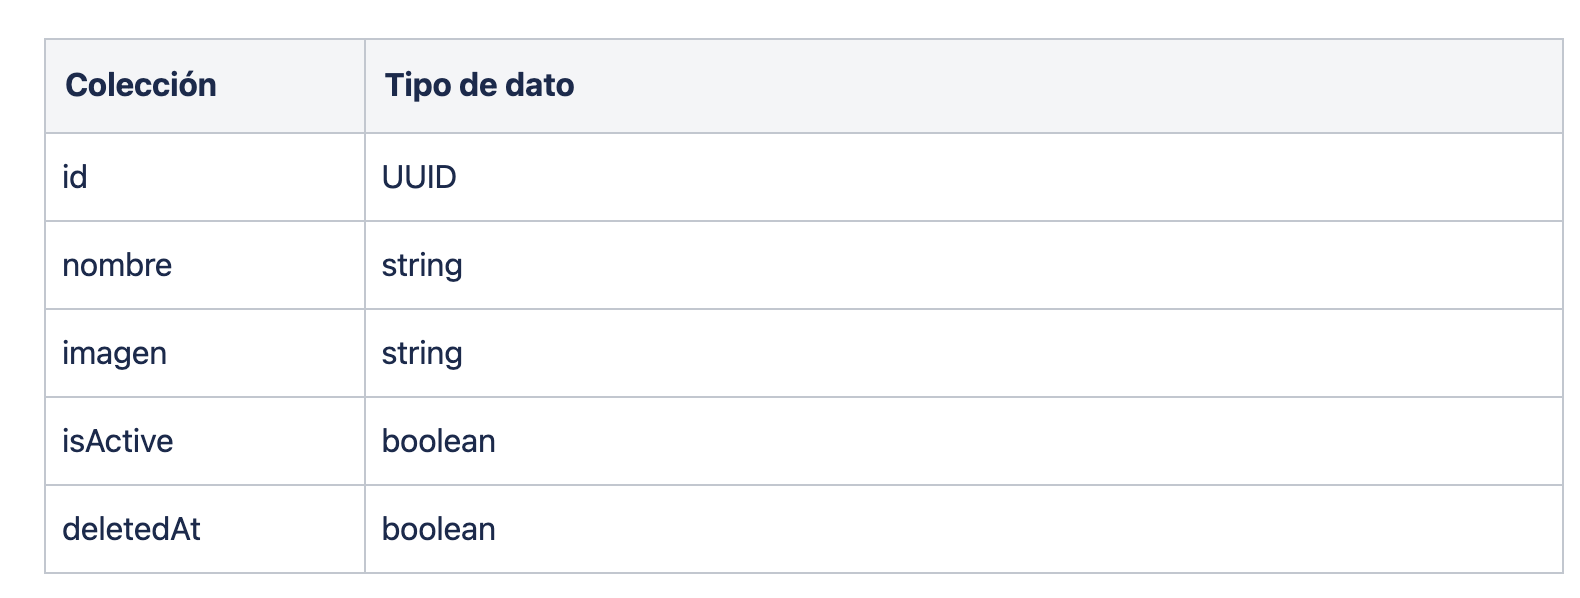 Colección Tipo de dato
id UUID
nombre string
imagen string
isActive boolean
deletedAt boolean